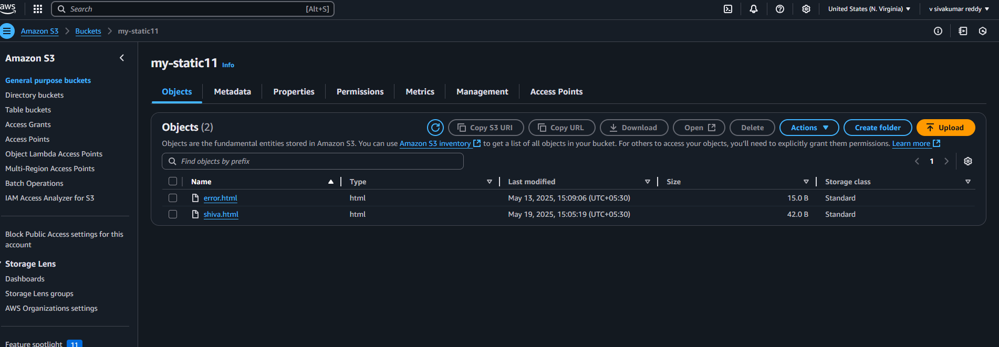 aws
Search [Alt+S]
United States (N. Virginia)
v sivakumar reddy
Amazon S3
Buckets
my-static11
Amazon S3
General purpose buckets
Directory buckets
Table buckets
Access Grants
Access Points
Object Lambda Access Points
Multi-Region Access Points
Batch Operations
IAM Access Analyzer for S3
Block Public Access settings for this
account
Storage Lens
Dashboards
Storage Lens groups
AWS Organizations settings
Feature spotlight 11
my-static11 Info
Objects Metadata Properties Permissions Metrics Management Access Points
Objects (2)
Copy S3 URI Copy URL Download Open Delete Actions Create folder Upload
Objects are the fundamental entities stored in Amazon S3. You can use Amazon S3 inventory to get a list of all objects in your bucket. For others to access your objects, you'll need to explicitly grant them permissions. Learn more
Find objects by prefix
1
Name Type Last modified Size Storage class
error.html html May 13, 2025, 15:09:06 (UTC+05:30) 15.0 B Standard
shiva.html html May 19, 2025, 15:05:19 (UTC+05:30) 42.0 B Standard